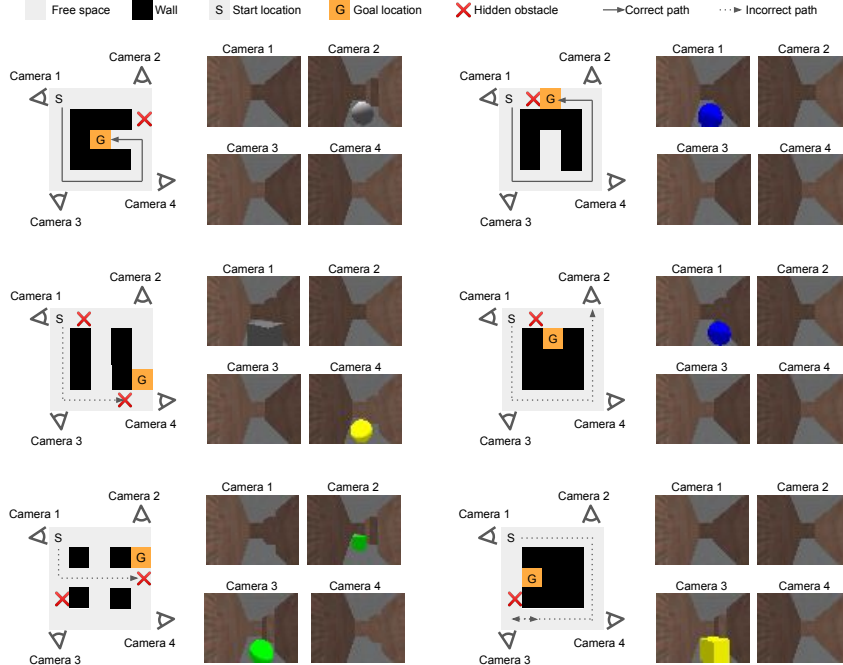 Free space Wall S Start location G Goal location Hidden obstacle Correct path Incorrect path
Camera 1 Camera 2 Camera 1 Camera 2
Camera 2 Camera 2
Camera 1 Camera 1
S S G
G
Camera 3 Camera 4 Camera 3 Camera 4
Camera 4 Camera 4
Camera 3 Camera 3
Camera 1 Camera 2 Camera 1 Camera 2
Camera 2 Camera 2
Camera 1 Camera 1
S S
G
Camera 3 Camera 4 Camera 3 Camera 4
G
Camera 4 Camera 4
Camera 3 Camera 3
Camera 1 Camera 2 Camera 1 Camera 2
Camera 2 Camera 2
Camera 1 Camera 1
S S
G
G
Camera 3 Camera 4 Camera 3 Camera 4
Camera 4 Camera 4
Camera 3 Camera 3